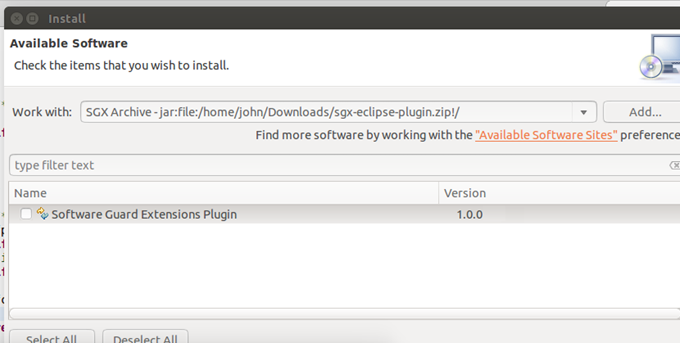 Install
Available Software
Check the items that you wish to install.
Work with: SGX Archive - jar:file:/home/john/Downloads/sgx-eclipse-plugin.zip!/ Add...
Find more software by working with the "Available Software Sites" preference
type filter text
Name Version
Software Guard Extensions Plugin 1.0.0
Select All Deselect All